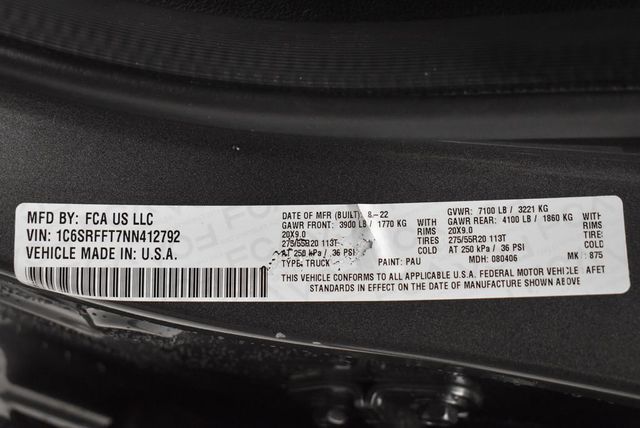 MFD BY: FCA US LLC
VIN: 1C6SRFFT7NN412792
VEHICLE MADE IN: U.S.A.
DATE OF MFR (BUILT): 8-22
GAWR FRONT: 3900 LB / 1770 KG WITH
20X9.0 RIMS
275/55R20 113T TIRES
AT 250 kPa / 36 PSI COLD
TYPE: TRUCK PAINT: PAU
GVWR: 7100 LB / 3221 KG
GAWR REAR: 4100 LB / 1860 KG WITH
20X9.0 RIMS
275/55R20 113T TIRES
AT 250 kPa / 36 PSI COLD
MDH: 080406 MK: 875
THIS VEHICLE CONFORMS TO ALL APPLICABLE U.S.A. FEDERAL MOTOR VEHICLE AFET
STANDARDS IN EFFECT ON THE DATE OF MANUFACTURE SHOWN ABOVE